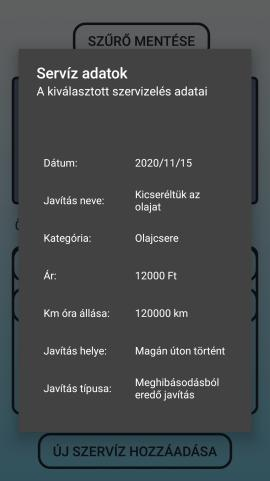 SZŰRŐ MENTÉSE
Servíz adatok
A kiválasztott szervizelés adatai
Dátum: 2020/11/15
Javítás neve: Kicseréltük az
olajat
Kategória: Olajcsere
Ár: 12000 Ft
Km óra állása: 120000 km
Javítás helye: Magán úton történt
Javítás típusa: Meghibásodásból
eredő javítás
ÚJ SZERVÍZ HOZZÁADÁSA